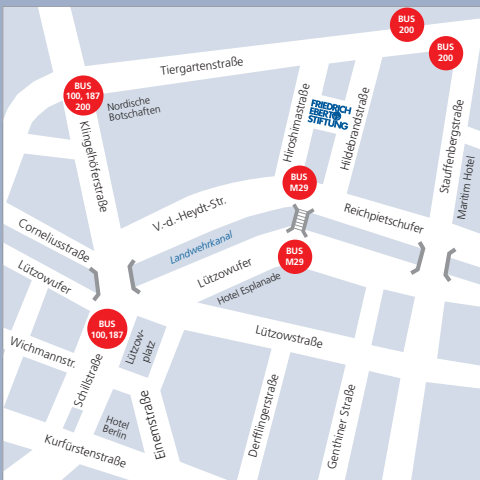 BUS
200
BUS
200
Tiergartenstraße
BUS
100, 187
200
Nordische
Botschaften
FRIEDRICH
EBERT
STIFTUNG
Hiroshimastraße
Hildebrandstraße
Stauffenbergstraße
Maritim Hotel
Klingelhöferstraße
BUS
M29
V.-d.-Heydt-Str.
Reichpietschufer
Corneliusstraße
Landwehrkanal
BUS
M29
Lützowufer
Lützowufer
Hotel Esplanade
BUS
100,187
Lützow-
platz
Lützowstraße
Wichmannstr.
Schillstraße
Einemstraße
Derfflingerstraße
Genthiner Straße
Hotel
Berlin
Kurfürstenstraße